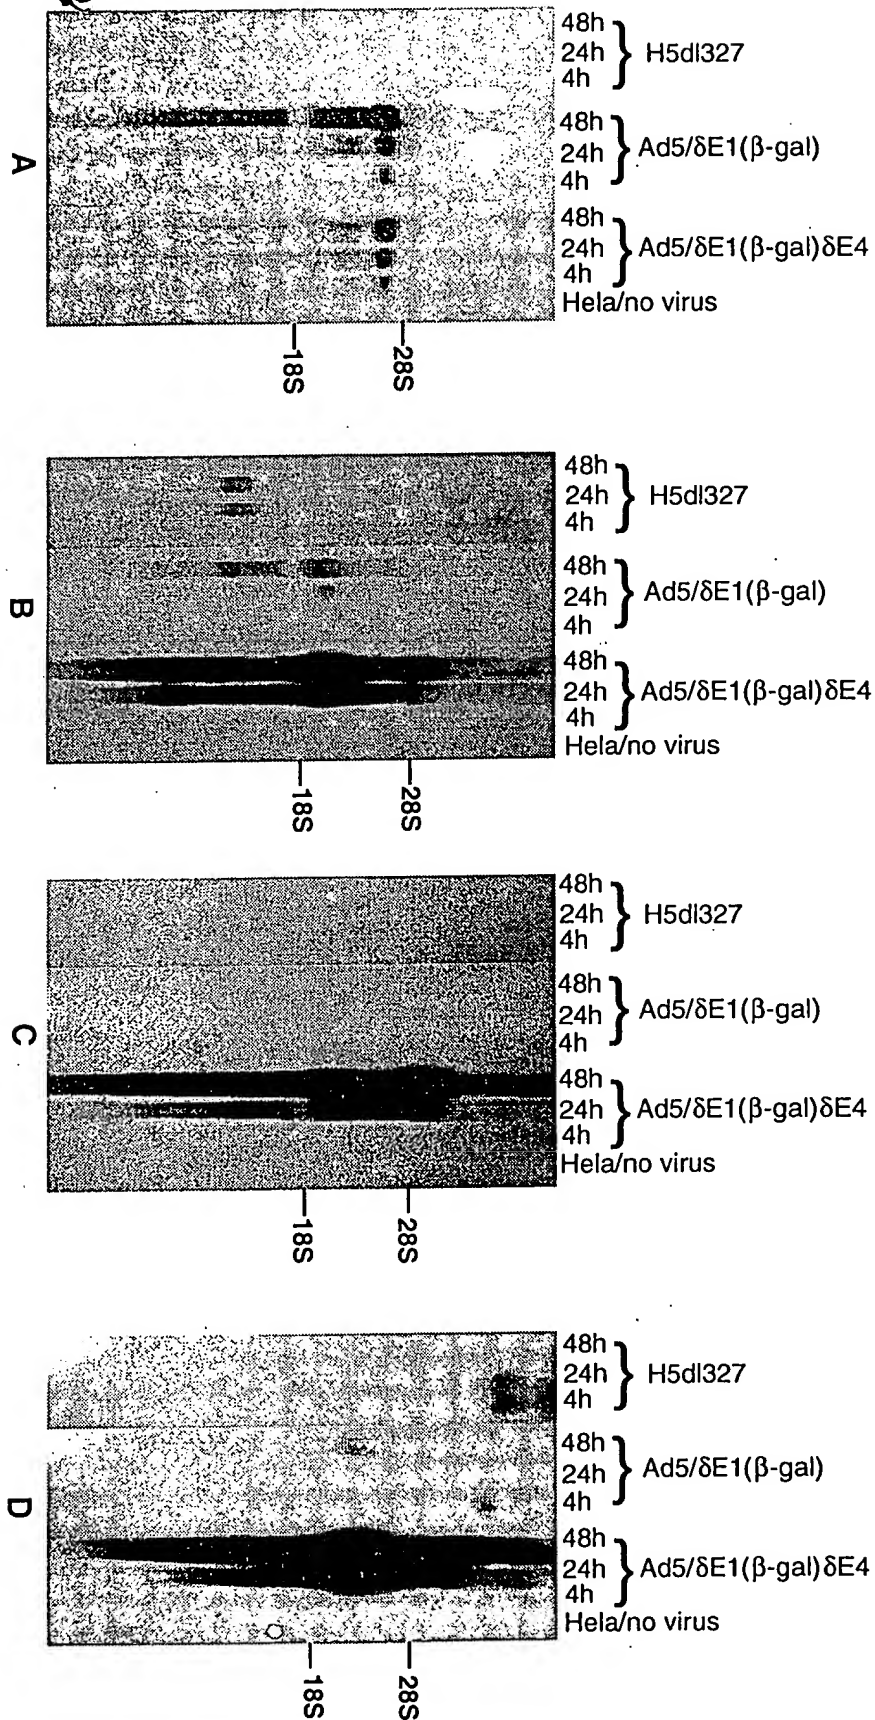 48h
24h
4h
H5dl327
48h
24h
4h
Ad5/δE1(β-gal)
48h
24h
4h
Ad5/δE1(β-gal)δE4
Hela/no virus
18S
28S
A
48h
24h
4h
H5dl327
48h
24h
4h
Ad5/δE1(β-gal)
48h
24h
4h
Ad5/δE1(β-gal)δE4
Hela/no virus
18S
28S
B
48h
24h
4h
H5dl327
48h
24h
4h
Ad5/δE1(β-gal)
48h
24h
4h
Ad5/δE1(β-gal)δE4
Hela/no virus
18S
28S
C
48h
24h
4h
H5dl327
48h
24h
4h
Ad5/δE1(β-gal)
48h
24h
4h
Ad5/δE1(β-gal)δE4
Hela/no virus
18S
28S
D